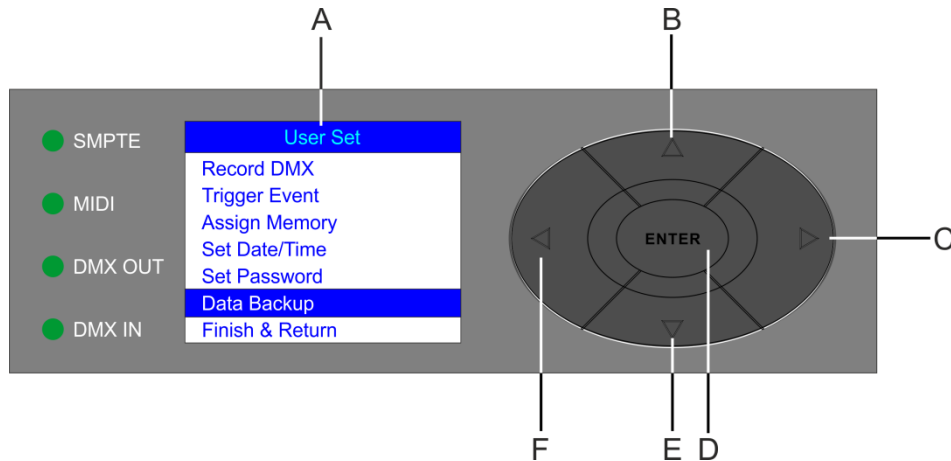 A
B
SMPTE
MIDI
DMX OUT
DMX IN
User Set
Record DMX
Trigger Event
Assign Memory
Set Date/Time
Set Password
Data Backup
Finish & Return
ENTER
C
F
E
D